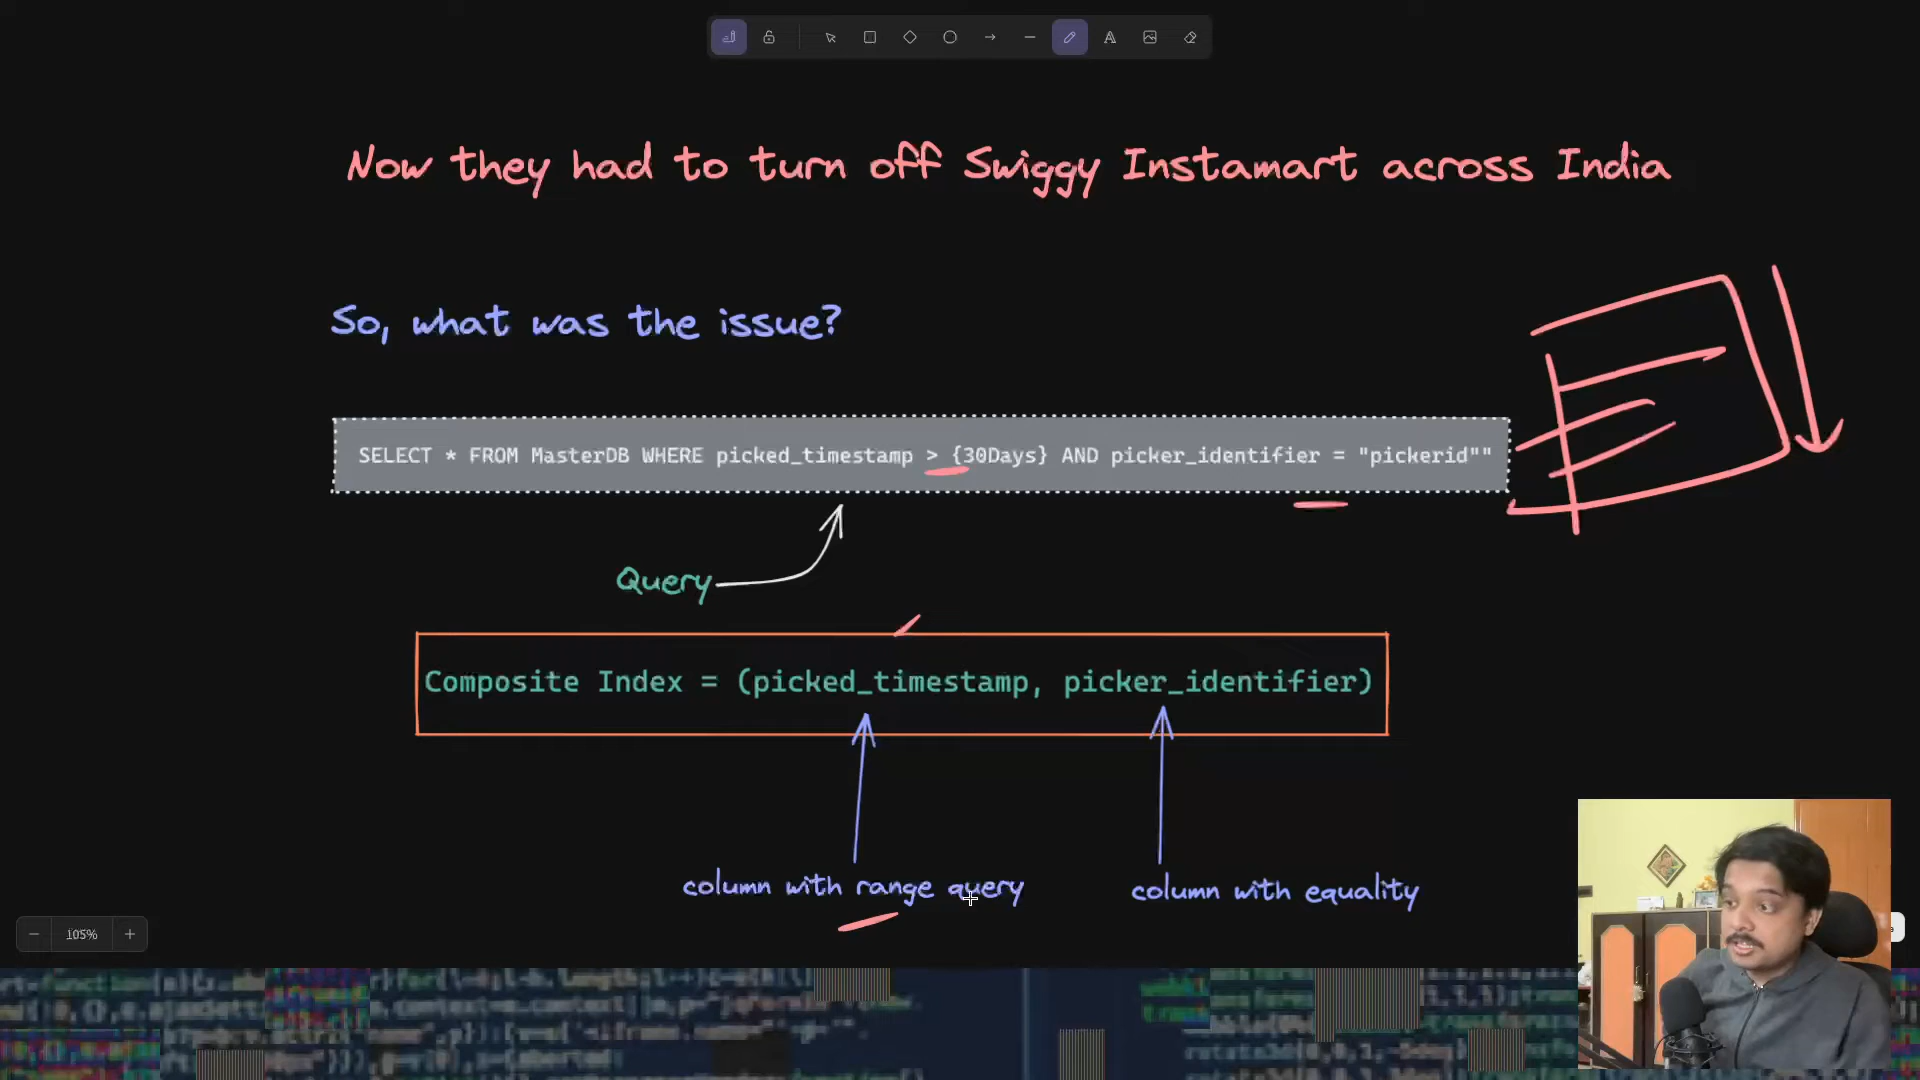 Now they had to turn off Swiggy Instamart across India
So, what was the issue?
SELECT * FROM MasterDB WHERE picked_timestamp > {30Days} AND picker_identifier = "pickerid""
Query
Composite Index = (picked_timestamp, picker_identifier)
column with range query
column with equality
105%